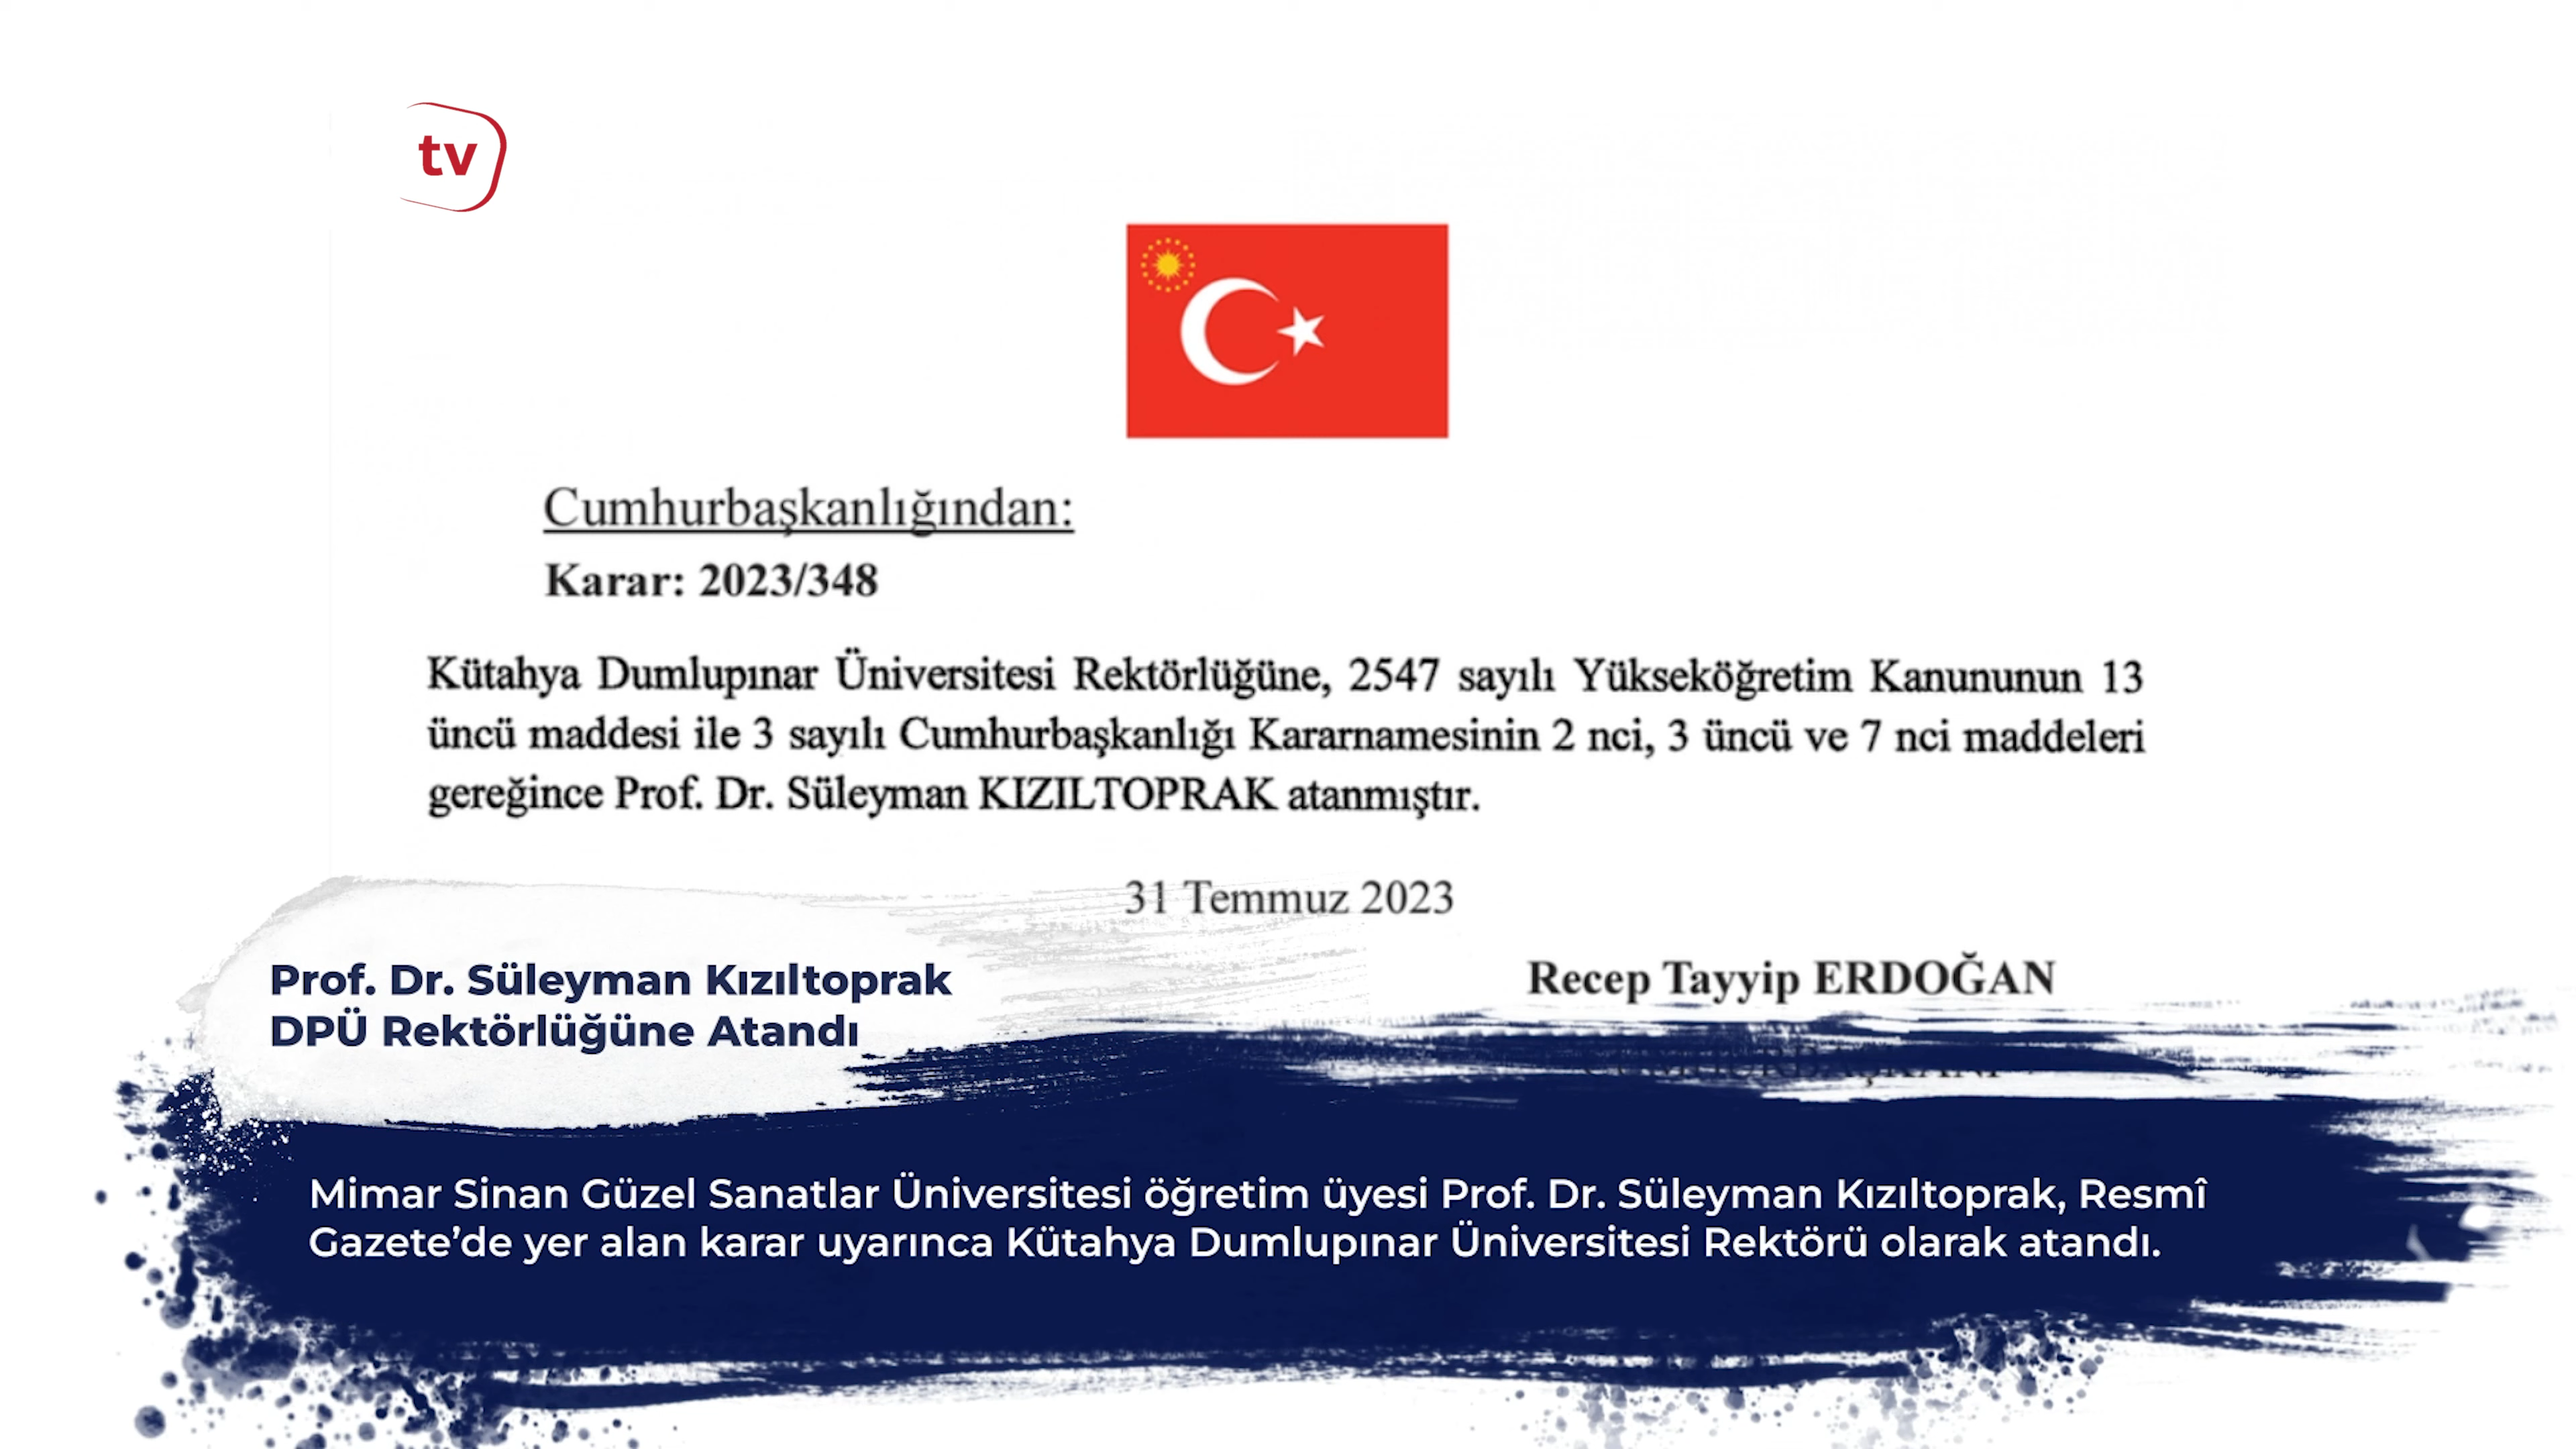 tv
Cumhurbaşkanlığından:
Karar: 2023/348
Kütahya Dumlupınar Üniversitesi Rektörlüğüne, 2547 sayılı Yükseköğretim Kanununun 13
üncü maddesi ile 3 sayılı Cumhurbaşkanlığı Kararnamesinin 2 nci, 3 üncü ve 7 nci maddeleri
gereğince Prof. Dr. Süleyman KIZILTOPRAK atanmıştır.
31 Temmuz 2023
Recep Tayyip ERDOĞAN
Prof. Dr. Süleyman Kızıltoprak
DPÜ Rektörlüğüne Atandı
Mimar Sinan Güzel Sanatlar Üniversitesi öğretim üyesi Prof. Dr. Süleyman Kızıltoprak, Resmî
Gazete’de yer alan karar uyarınca Kütahya Dumlupınar Üniversitesi Rektörü olarak atandı.